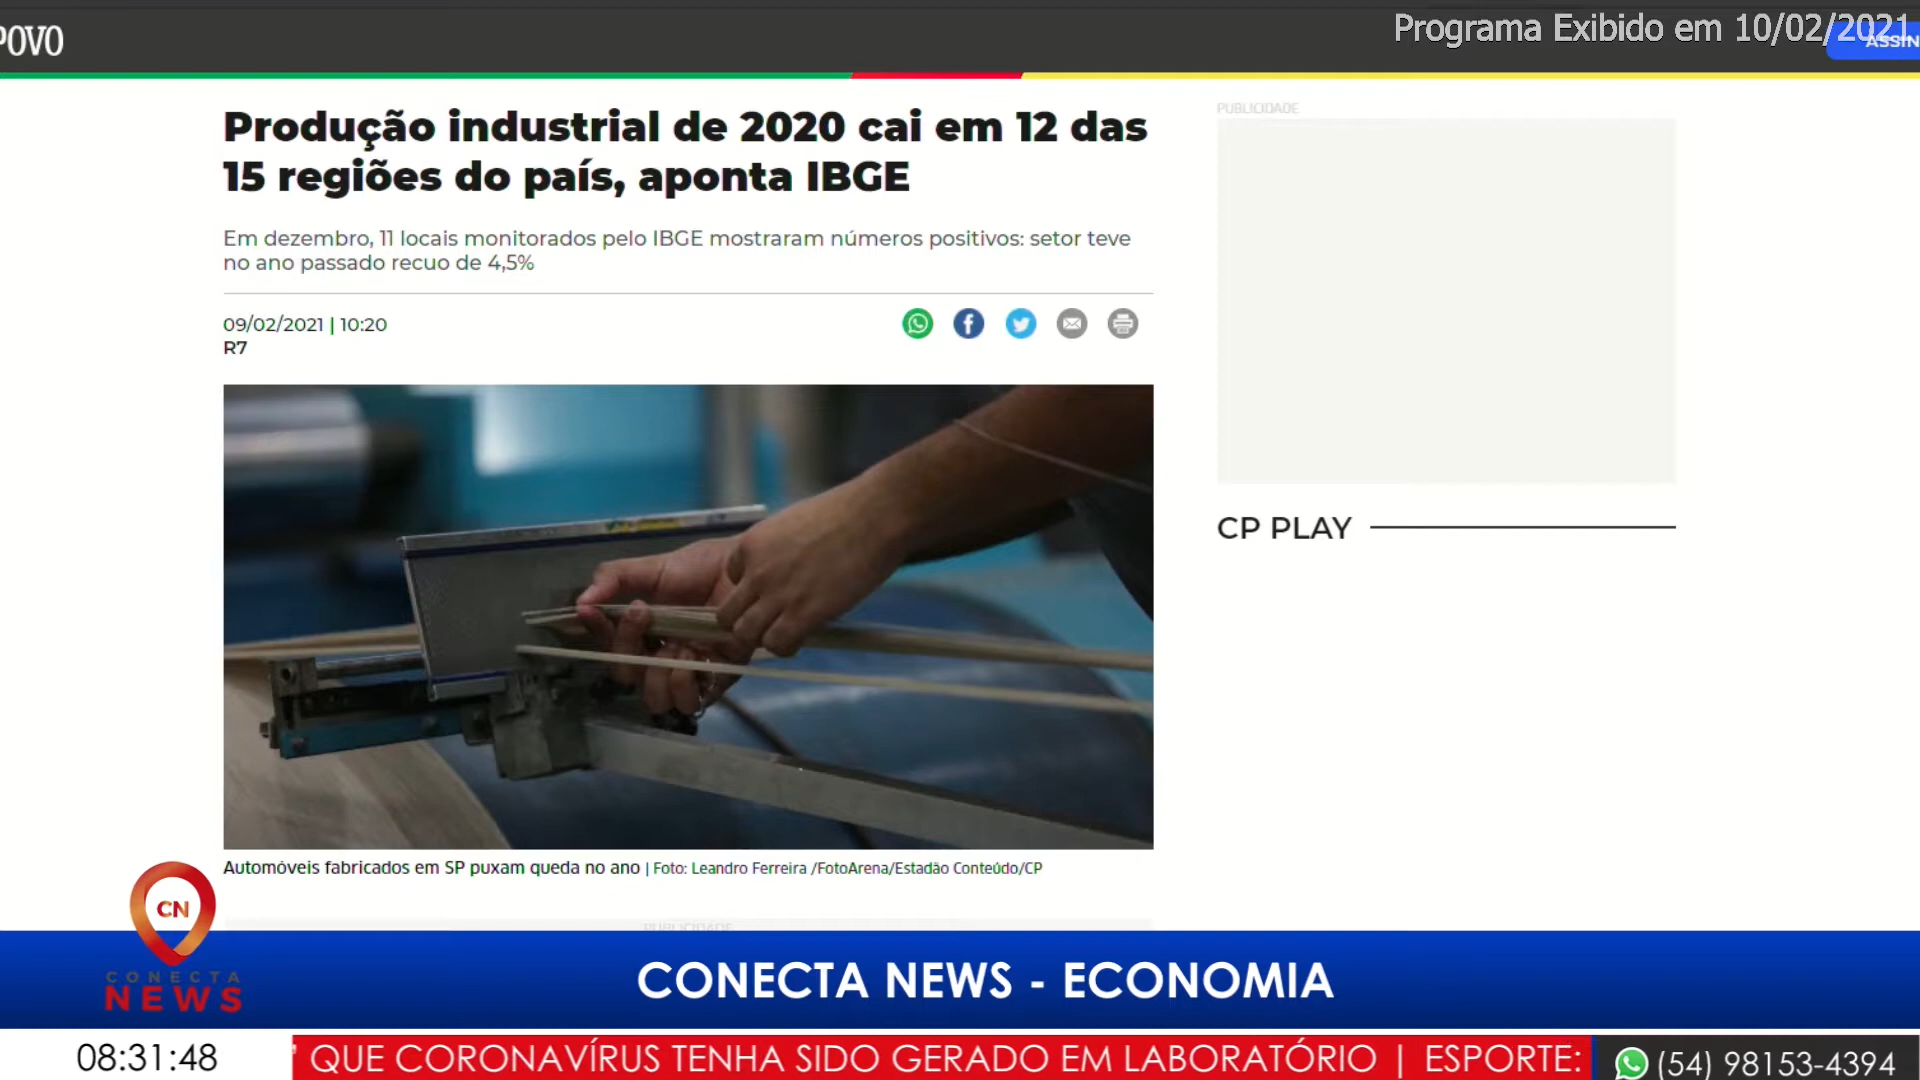 POVO
Programa Exibido em 10/02/2021
ASSIN
Produção industrial de 2020 cai em 12 das
15 regiões do país, aponta IBGE
Em dezembro, 11 locais monitorados pelo IBGE mostraram números positivos: setor teve
no ano passado recuo de 4,5%
09/02/2021 | 10:20
R7
PUBLICIDADE
CP PLAY
Automóveis fabricados em SP puxam queda no ano | Foto: Leandro Ferreira /FotoArena/Estadão Conteúdo/CP
PUBLICIDADE
CN
CONECTA
NEWS
CONECTA NEWS - ECONOMIA
08:31:48
" QUE CORONAVÍRUS TENHA SIDO GERADO EM LABORATÓRIO | ESPORTE:
(54) 98153-4394